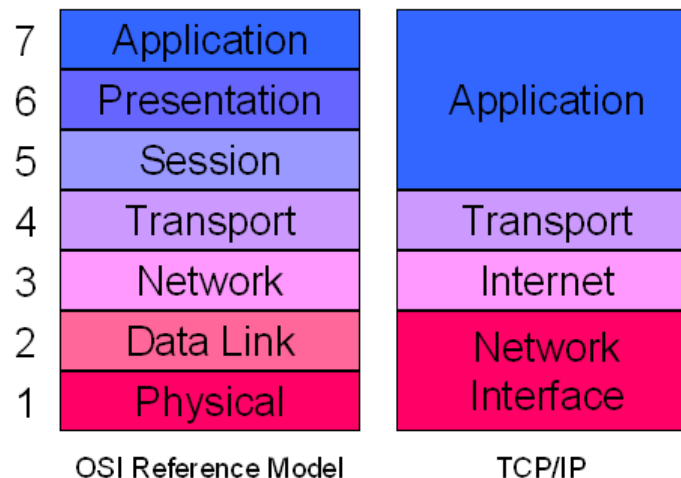 7 Application
6 Presentation
5 Session
4 Transport
3 Network
2 Data Link
1 Physical
OSI Reference Model
Application
Transport
Internet
Network
Interface
TCP/IP